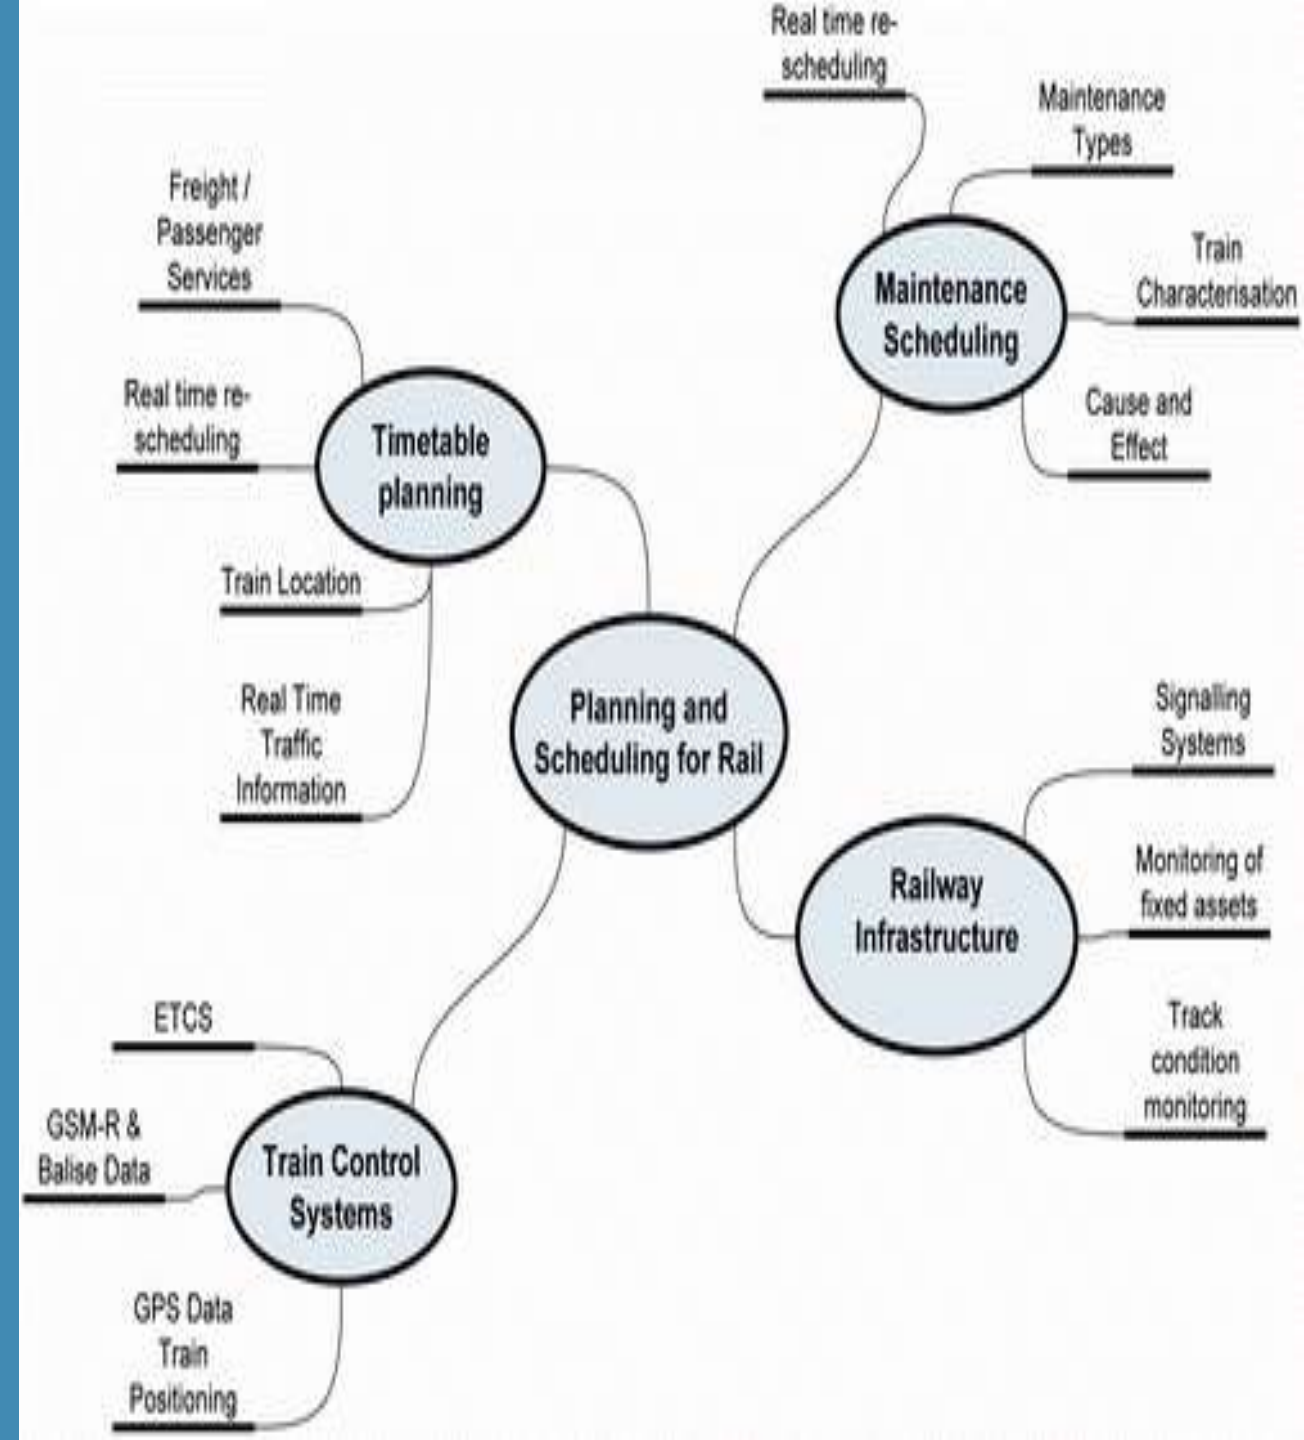 Real time re-
scheduling
Maintenance
Types
Train
Characterisation
Cause and
Effect
Maintenance
Scheduling
Freight /
Passenger
Services
Real time re-
scheduling
Timetable
planning
Train Location
Real Time
Traffic
Information
Planning and
Scheduling for Rail
Signalling
Systems
Monitoring of
fixed assets
Track
condition
monitoring
Railway
Infrastructure
ETCS
GSM-R &
Balise Data
GPS Data
Train
Positioning
Train Control
Systems